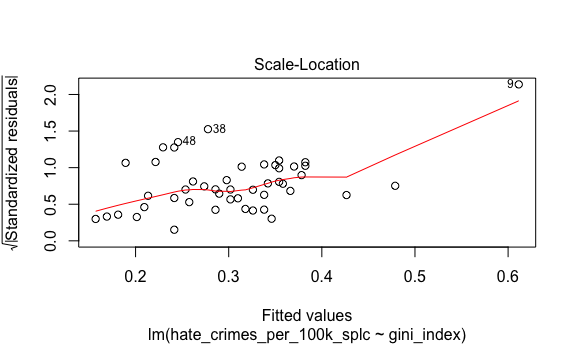 Scale-Location
√|Standardized residuals|
0.0 0.5 1.0 1.5 2.0
9
38
48
0.2 0.3 0.4 0.5 0.6
Fitted values
lm(hate_crimes_per_100k_splc ~ gini_index)